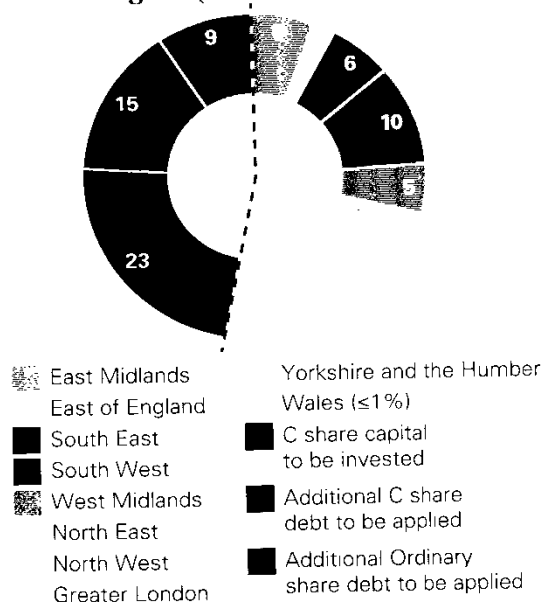 9
6
15
10
5
23
East Midlands
East of England
South East
South West
West Midlands
North East
North West
Greater London
Yorkshire and the Humber
Wales (≤1%)
C share capital
to be invested
Additional C share
debt to be applied
Additional Ordinary
share debt to be applied